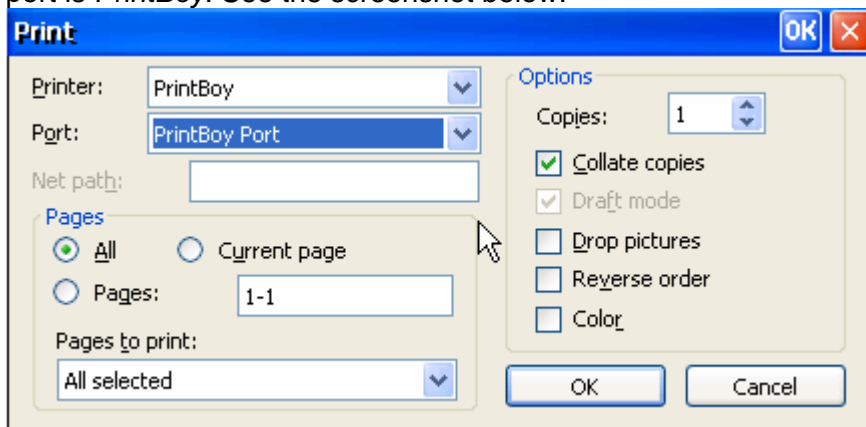 port is PrintBoy. See the screenshot below.
Print OK
Printer: PrintBoy
Port: PrintBoy Port
Net path:
Pages
All Current page
Pages: 1-1
Pages to print:
All selected
Options
Copies: 1
Collate copies
Draft mode
Drop pictures
Reverse order
Color
OK Cancel